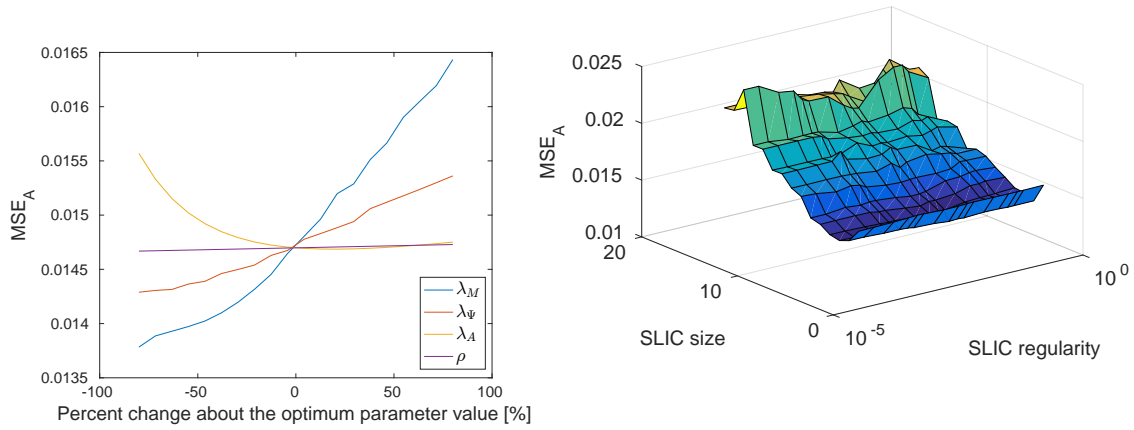 0.0165
0.016
0.0155
0.015
0.0145
0.014
0.0135
MSE_A
-100
-50
0
50
100
Percent change about the optimum parameter value [%]
λ_M
λ_Ψ
λ_A
ρ
0.025
0.02
0.015
0.01
MSE_A
20
10
0
SLIC size
10^-5
10^0
SLIC regularity